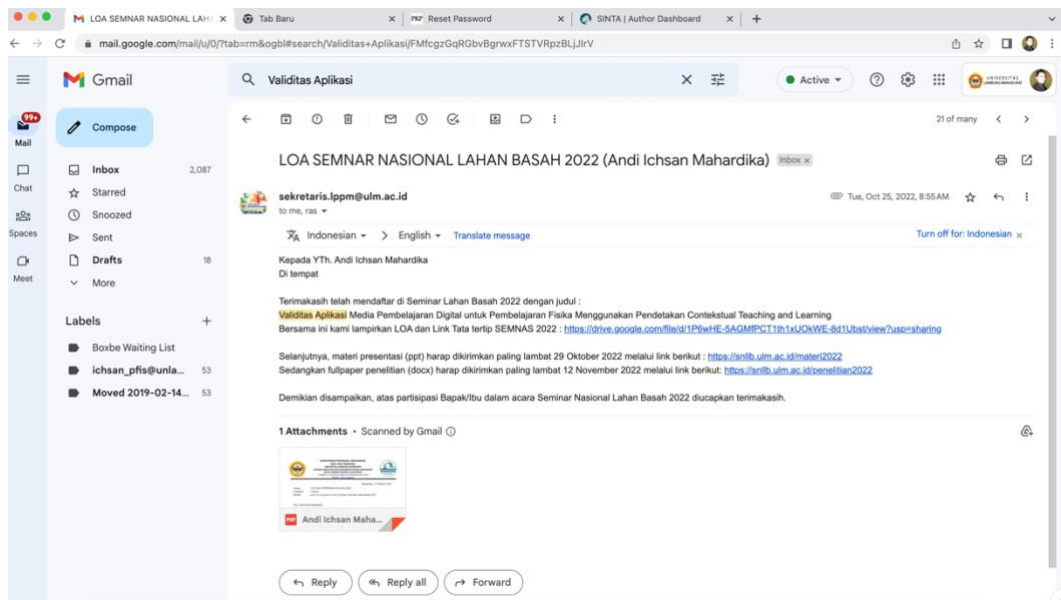 LOA SEMNAR NASIONAL LAHA
Tab Baru
Reset Password
SINTA | Author Dashboard
mail.google.com/mail/u/0/?tab=rm&ogbl#search/Validitas+Aplikasi/FMfcgzGqRGbvBgrwxFTSTVRpzBLjJlrV
Gmail
Validitas Aplikasi
Active
UNIVERSITAS
LAMBUNG MANGKURAT
99+
Mail
Chat
Spaces
Meet
Compose
Inbox 2,087
Starred
Snoozed
Sent
Drafts 18
More
Labels
Boxbe Waiting List
ichsan_pfis@unla... 53
Moved 2019-02-14... 53
21 of many
LOA SEMNAR NASIONAL LAHAN BASAH 2022 (Andi Ichsan Mahardika) Inbox x
sekretaris.lppm@ulm.ac.id
Tue, Oct 25, 2022, 8:55 AM
to me, ras
Indonesian > English Translate message
Turn off for: Indonesian x
Kepada YTh. Andi Ichsan Mahardika
Di tempat
Terimakasih telah mendaftar di Seminar Lahan Basah 2022 dengan judul :
Validitas Aplikasi Media Pembelajaran Digital untuk Pembelajaran Fisika Menggunakan Pendetakan Contekstual Teaching and Learning
Bersama ini kami lampirkan LOA dan Link Tata tertip SEMNAS 2022 : https://drive.google.com/file/d/1P6wHE-5AGMfPCT1th1xUOkWE-8d1Ubst/view?usp=sharing
Selanjutnya, materi presentasi (ppt) harap dikirimkan paling lambat 29 Oktober 2022 melalui link berikut : https://snllb.ulm.ac.id/materi2022
Sedangkan fullpaper penelitian (docx) harap dikirimkan paling lambat 12 November 2022 melalui link berikut: https://snllb.ulm.ac.id/penelitian2022
Demikian disampaikan, atas partisipasi Bapak/Ibu dalam acara Seminar Nasional Lahan Basah 2022 diucapkan terimakasih.
1 Attachments • Scanned by Gmail
PDF Andi Ichsan Maha...
Reply
Reply all
Forward